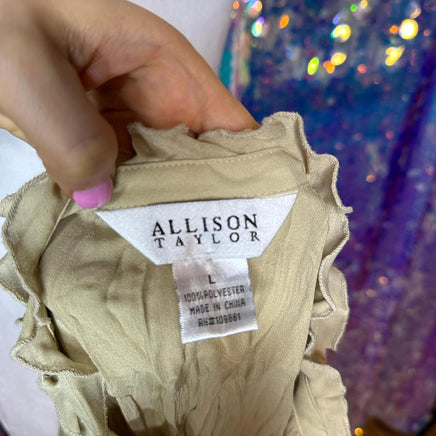 ALLISON
TAYLOR
L
100% POLYESTER
MADE IN CHINA
RN#109861